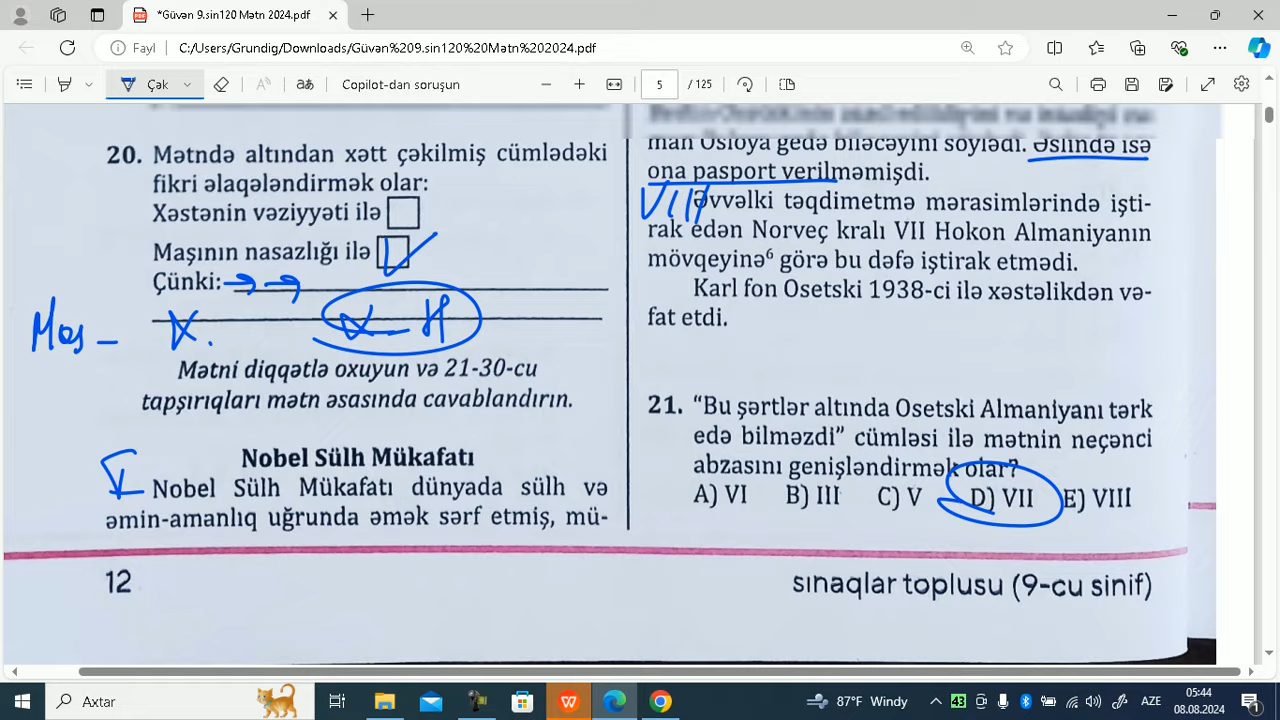 *Güvən 9.sin120 Mətn 2024.pdf
Fayl
C:/Users/Grundig/Downloads/Güvən%209.sin120%20Mətn%202024.pdf
Çak
Copilot-dan soruşun
5 / 125
20. Mətndə altından xətt çəkilmiş cümlədəki
fikri əlaqələndirmək olar:
Xəstənin vəziyyəti ilə
Maşının nasazlığı ilə
Çünki:
Mətni diqqətlə oxuyun və 21-30-cu
tapşırıqları mətn əsasında cavablandırın.
Nobel Sülh Mükafatı
I
Nobel Sülh Mükafatı dünyada sülh və
əmin-amanlıq uğrunda əmək sərf etmiş, mü-
man Osloya gedə biləcəyini söylədi. Əslində isə
ona pasport verilməmişdi.
VIII
Əvvəlki təqdimetmə mərasimlərində işti-
rak edən Norveç kralı VII Hokon Almaniyanın
mövqeyinə⁶ görə bu dəfə iştirak etmədi.
Karl fon Osetski 1938-ci ilə xəstəlikdən və-
fat etdi.
21. “Bu şərtlər altında Osetski Almaniyanı tərk
edə bilməzdi” cümləsi ilə mətnin neçənci
abzasını genişləndirmək olar?
A) VI B) III C) V D) VII E) VIII
12
sınaqlar toplusu (9-cu sinif)
Axtar
87°F Windy
43
AZE
05:44
08.08.2024